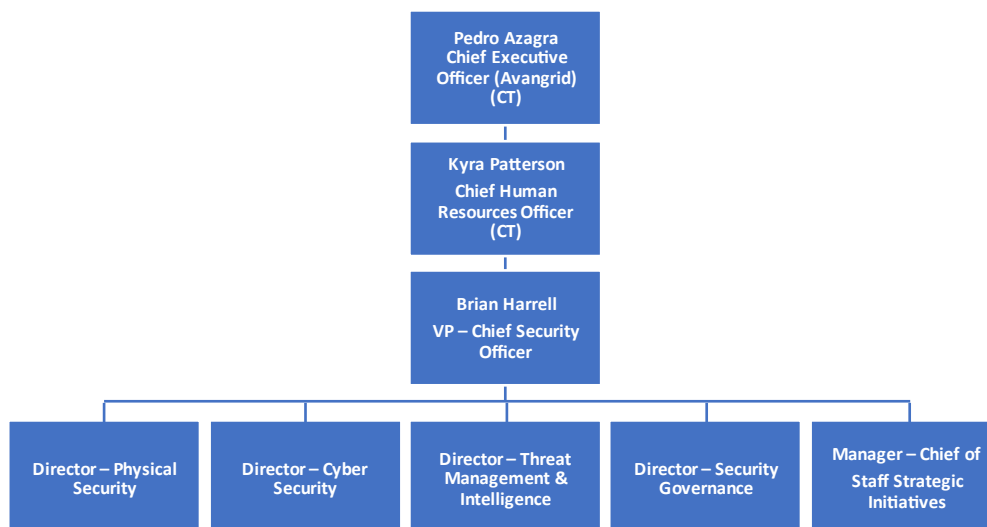 Pedro Azagra
Chief Executive
Officer (Avangrid)
(CT)
Kyra Patterson
Chief Human
Resources Officer
(CT)
Brian Harrell
VP – Chief Security
Officer
Director – Physical
Security
Director – Cyber
Security
Director – Threat
Management &
Intelligence
Director – Security
Governance
Manager – Chief of
Staff Strategic
Initiatives